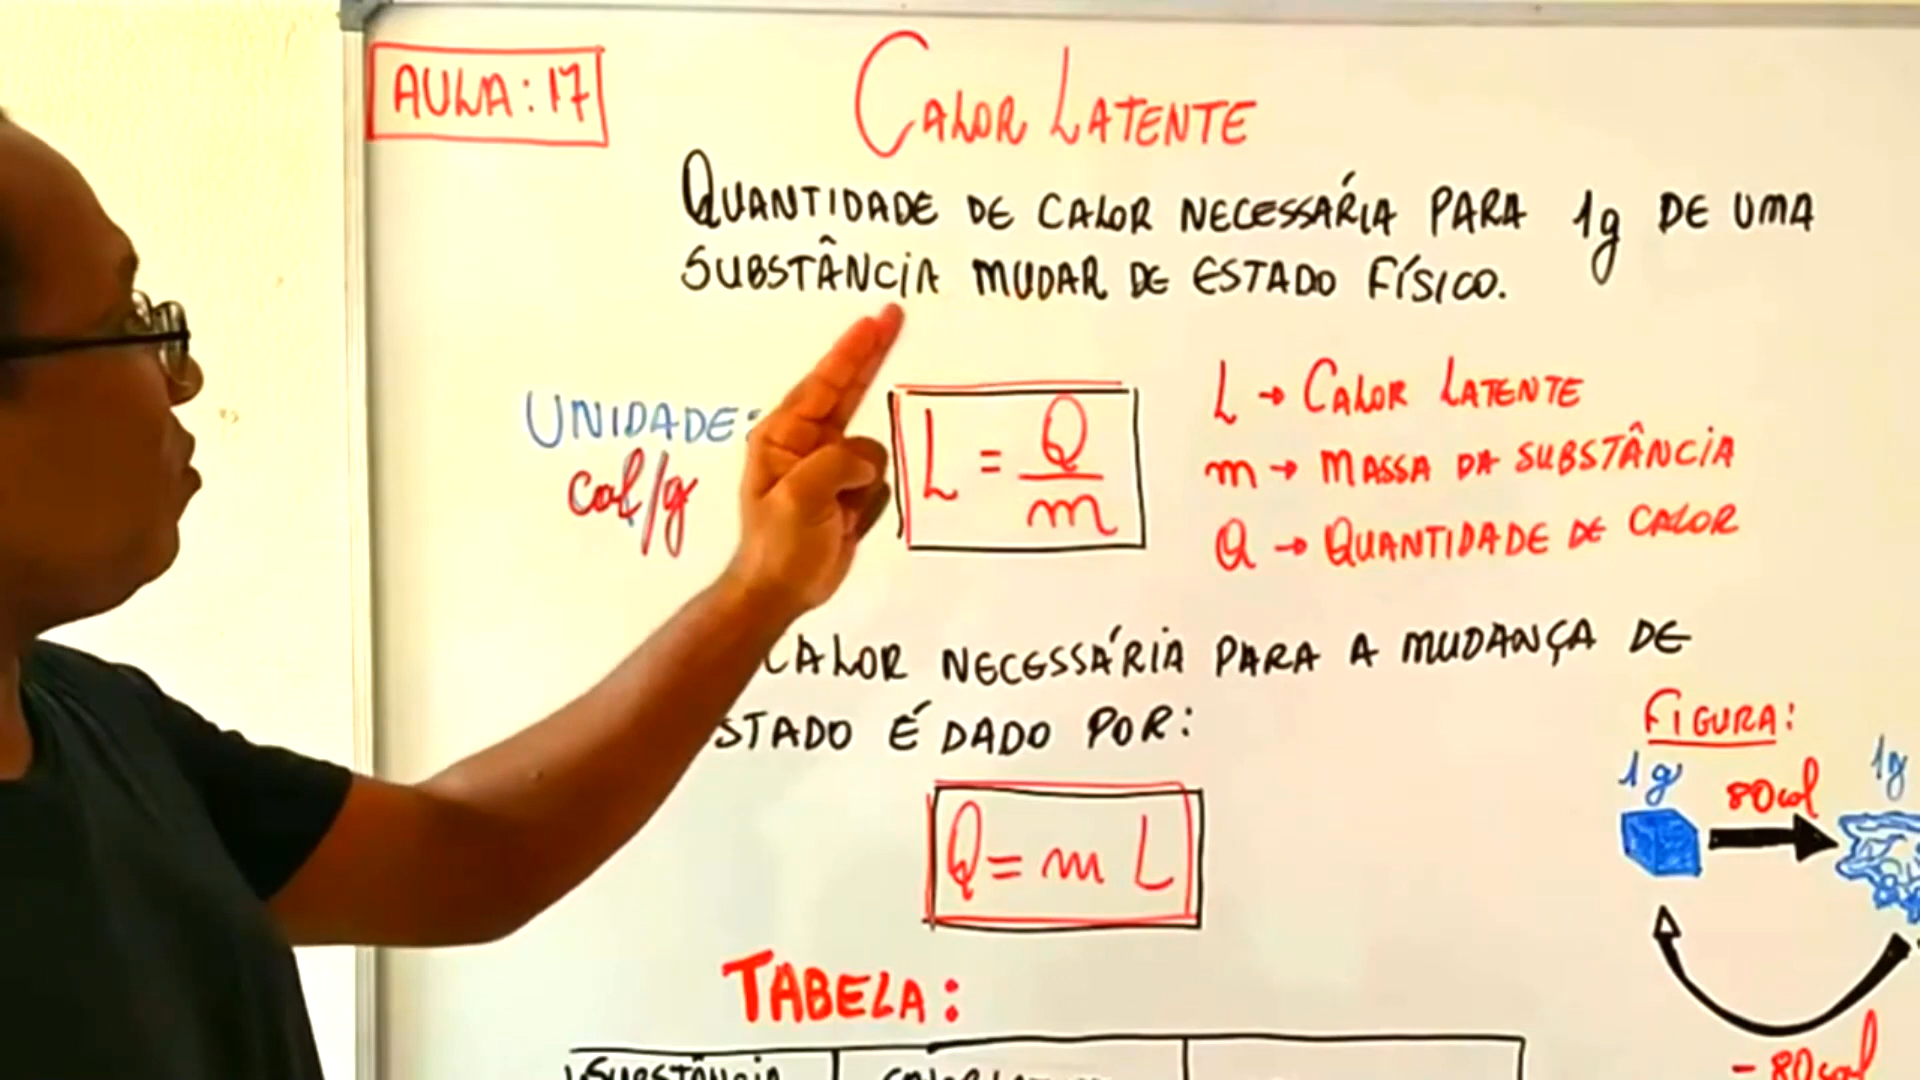 AULA: 17
CALOR LATENTE
QUANTIDADE DE CALOR NECESSÁRIA PARA 1g DE UMA
SUBSTÂNCIA MUDAR DE ESTADO FÍSICO.
UNIDADE:
cal/g
L = Q/m
L → CALOR LATENTE
m → MASSA DA SUBSTÂNCIA
Q → QUANTIDADE DE CALOR
CALOR NECESSÁRIA PARA A MUDANÇA DE
STADO É DADO POR:
Q = m L
FIGURA:
1g
80cal
1g
-80cal
TABELA:
SUBSTÂNCIA